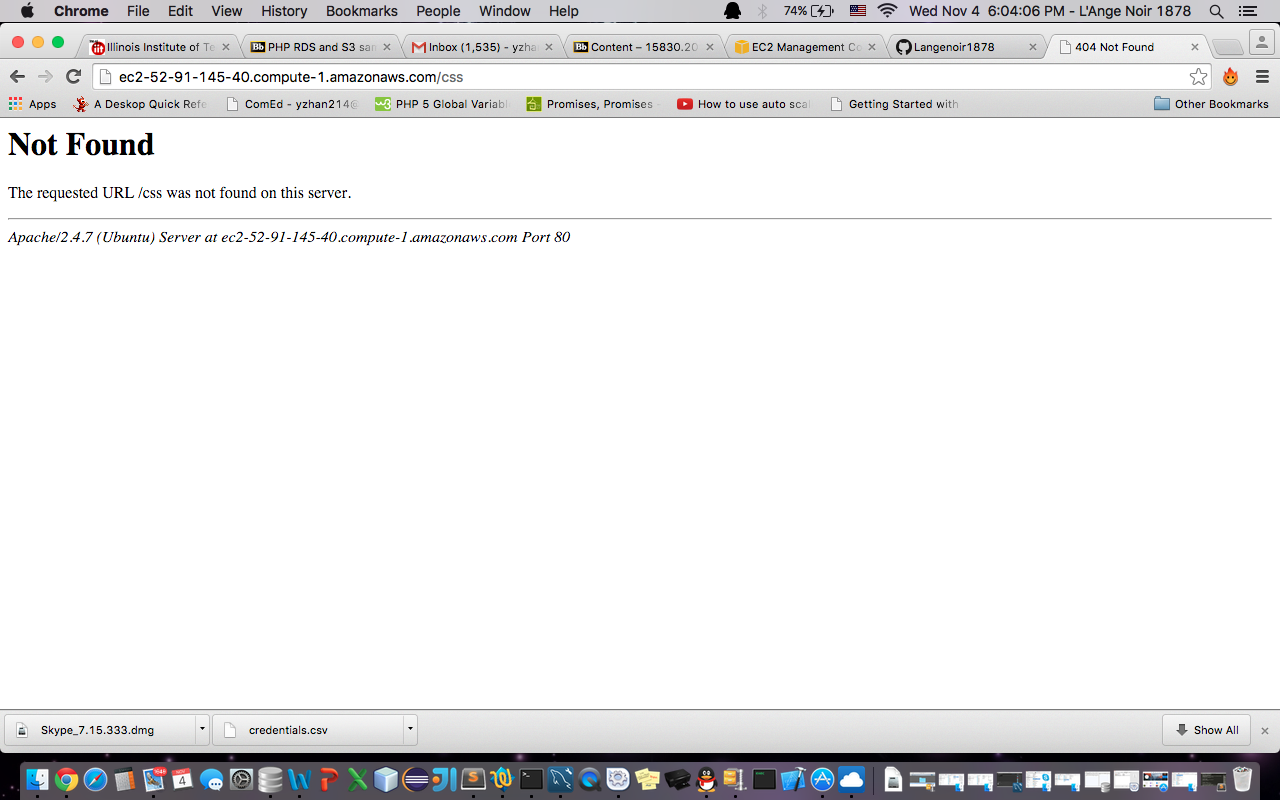 Chrome File Edit View History Bookmarks People Window Help 74% Wed Nov 4 6:04:06 PM - L'Ange Noir 1878
Illinois Institute of Te
Bb PHP RDS and S3 sam
Inbox (1,535) - yzha
Bb Content – 15830.20
EC2 Management Co
Langenoir1878
404 Not Found
ec2-52-91-145-40.compute-1.amazonaws.com/css
Apps
A Deskop Quick Refe
ComEd - yzhan214@
w3 PHP 5 Global Variabl
Promises, Promises -
How to use auto scal
Getting Started with
Other Bookmarks
Not Found
The requested URL /css was not found on this server.
Apache/2.4.7 (Ubuntu) Server at ec2-52-91-145-40.compute-1.amazonaws.com Port 80
Skype_7.15.333.dmg
credentials.csv
Show All
4